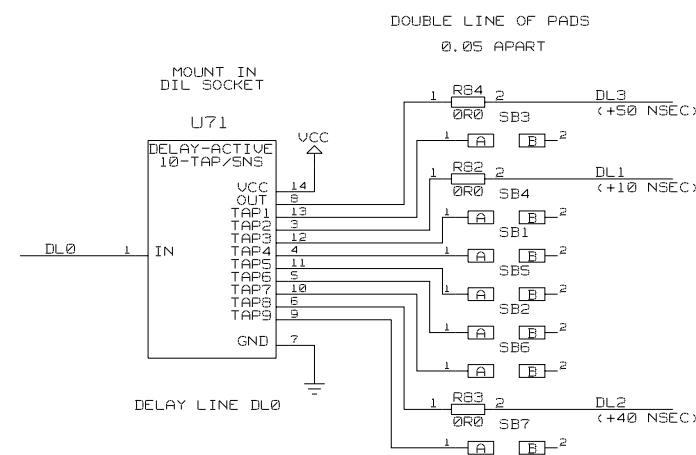 DOUBLE LINE OF PADS
0.05 APART
MOUNT IN
DIL SOCKET
U71
DELAY-ACTIVE
10-TAP/5NS
VCC
VCC 14
OUT 8
TAP1 13
TAP2 3
TAP3 12
TAP4 4
TAP5 11
TAP6 5
TAP7 10
TAP8 6
TAP9 9
GND 7
DL0 1 IN
DELAY LINE DL0
1 R84 2 DL3
0R0 SB3 (+50 NSEC)
1 A B 2
1 R82 2 DL1
0R0 SB4 (+10 NSEC)
1 A B 2
SB1
1 A B 2
SB5
1 A B 2
SB2
1 A B 2
SB6
1 A B 2
1 R83 2 DL2
0R0 SB7 (+40 NSEC)
1 A B 2